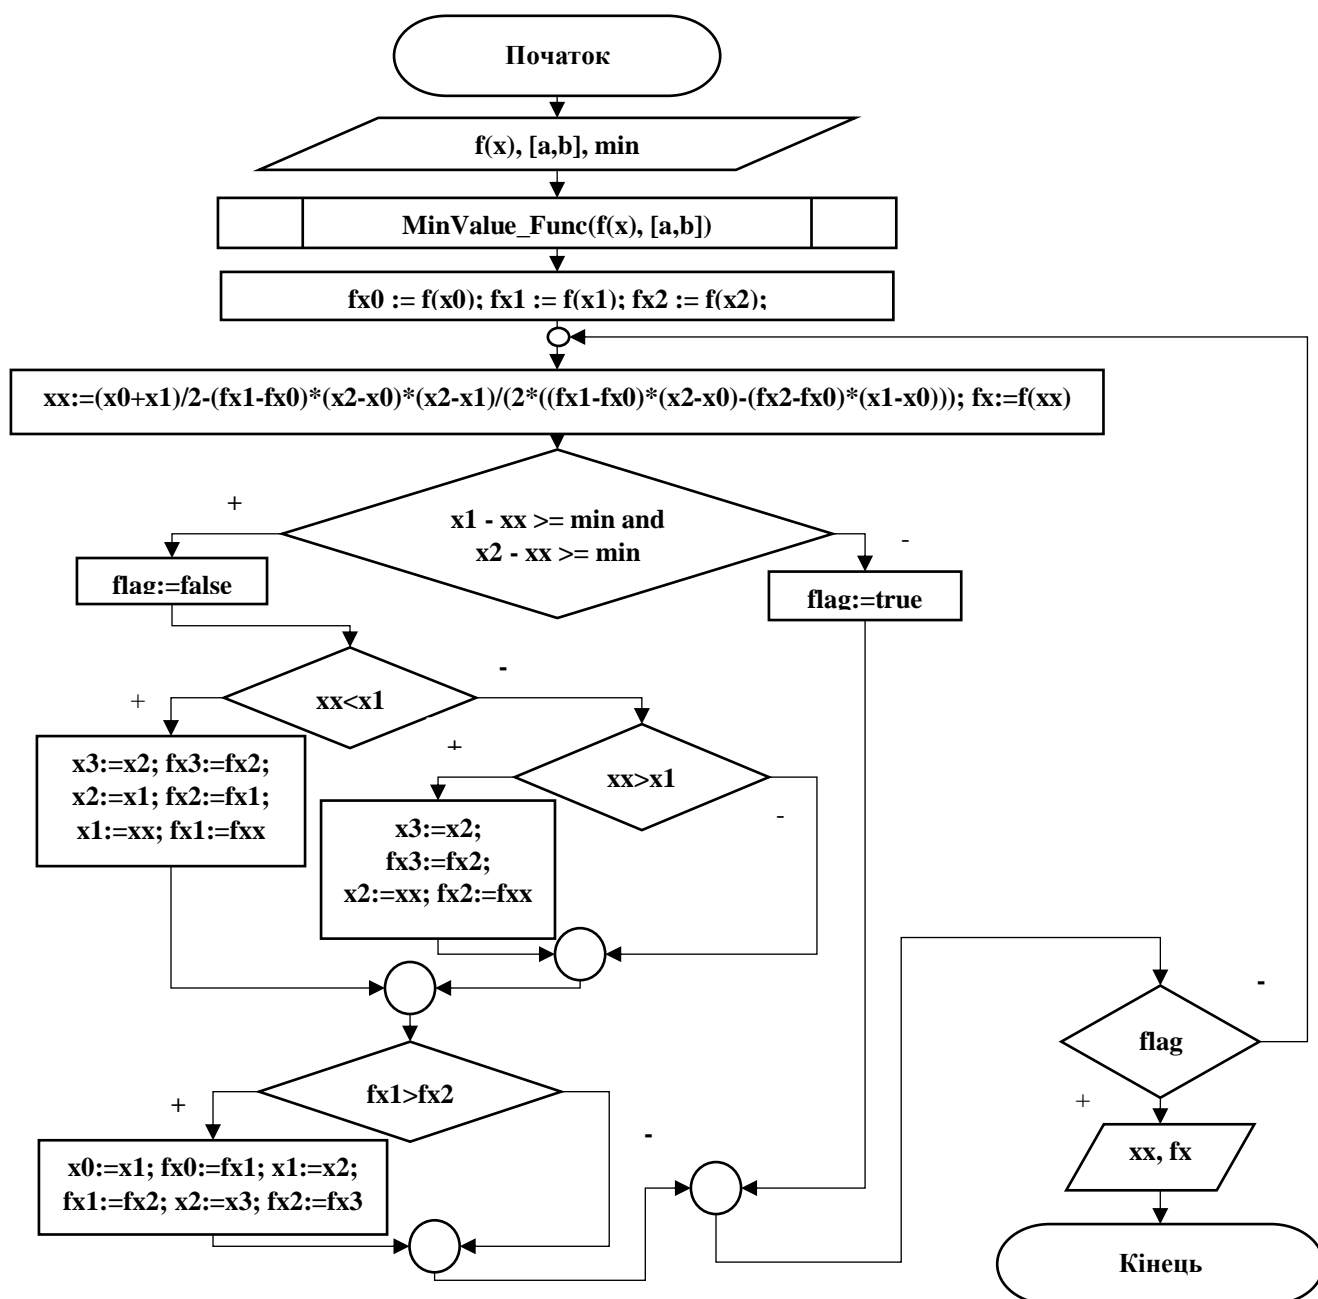 Початок
f(x), [a,b], min
MinValue_Func(f(x), [a,b])
fx0 := f(x0); fx1 := f(x1); fx2 := f(x2);
xx:=(x0+x1)/2-(fx1-fx0)*(x2-x0)*(x2-x1)/(2*((fx1-fx0)*(x2-x0)-(fx2-fx0)*(x1-x0))); fx:=f(xx)
+
x1 - xx >= min and
x2 - xx >= min
-
flag:=false
flag:=true
-
+
xx<x1
+
xx>x1
-
x3:=x2; fx3:=fx2;
x2:=x1; fx2:=fx1;
x1:=xx; fx1:=fxx
x3:=x2;
fx3:=fx2;
x2:=xx; fx2:=fxx
-
flag
+
fx1>fx2
+
-
x0:=x1; fx0:=fx1; x1:=x2;
fx1:=fx2; x2:=x3; fx2:=fx3
xx, fx
Кінець